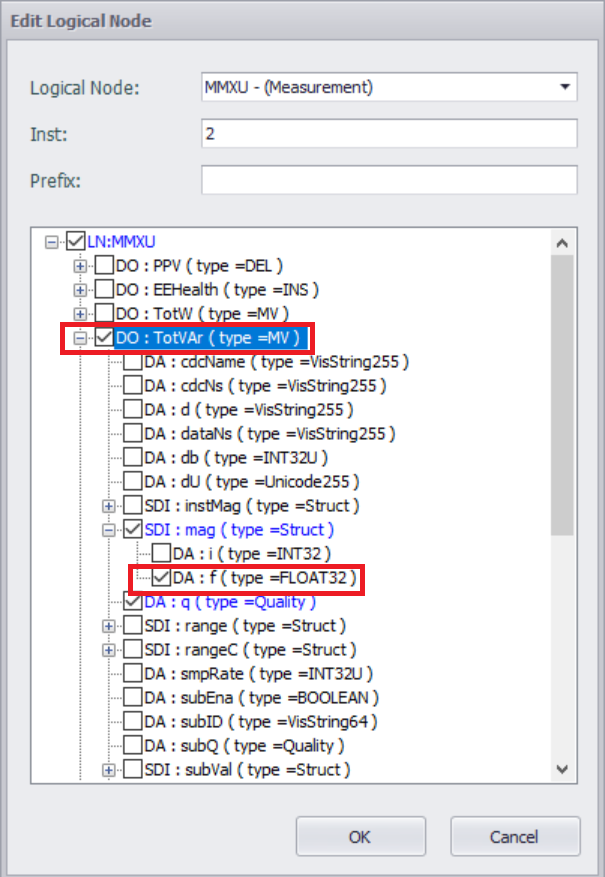 Edit Logical Node
Logical Node: MMXU - (Measurement)
Inst: 2
Prefix:
LN:MMXU
DO : PPV ( type =DEL )
DO : EEHealth ( type =INS )
DO : TotW ( type =MV )
DO : TotVAr ( type =MV )
DA : cdcName ( type =VisString255 )
DA : cdcNs ( type =VisString255 )
DA : d ( type =VisString255 )
DA : dataNs ( type =VisString255 )
DA : db ( type =INT32U )
DA : dU ( type =Unicode255 )
SDI : instMag ( type =Struct )
SDI : mag ( type =Struct )
DA : i ( type =INT32 )
DA : f ( type =FLOAT32 )
DA : q ( type =Quality )
SDI : range ( type =Struct )
SDI : rangeC ( type =Struct )
DA : smpRate ( type =INT32U )
DA : subEna ( type =BOOLEAN )
DA : subID ( type =VisString64 )
DA : subQ ( type =Quality )
SDI : subVal ( type =Struct )
OK Cancel